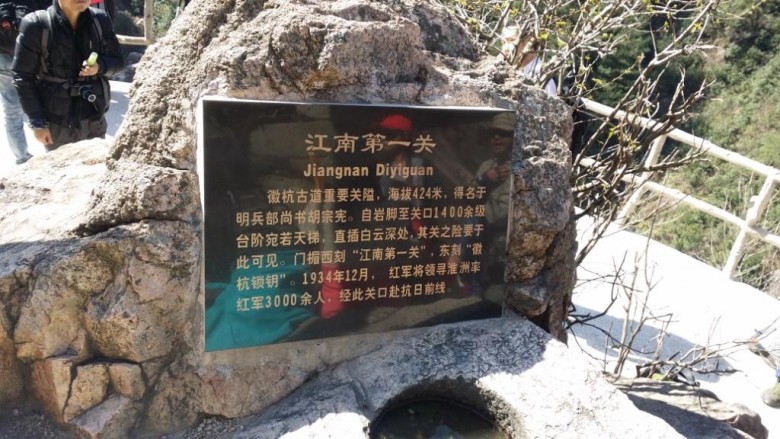 江南第一关
Jiangnan Diyiguan
徽杭古道重要关隘，海拔424米，得名于
明兵部尚书胡宗宪。自岩脚至关口1400余级
台阶宛若天梯，直插白云深处，其关之险要于
此可见。门楣西刻“江南第一关”，东刻“徽
杭锁钥”。1934年12月，红军将领寻淮洲率
红军3000余人，经此关口赴抗日前线。